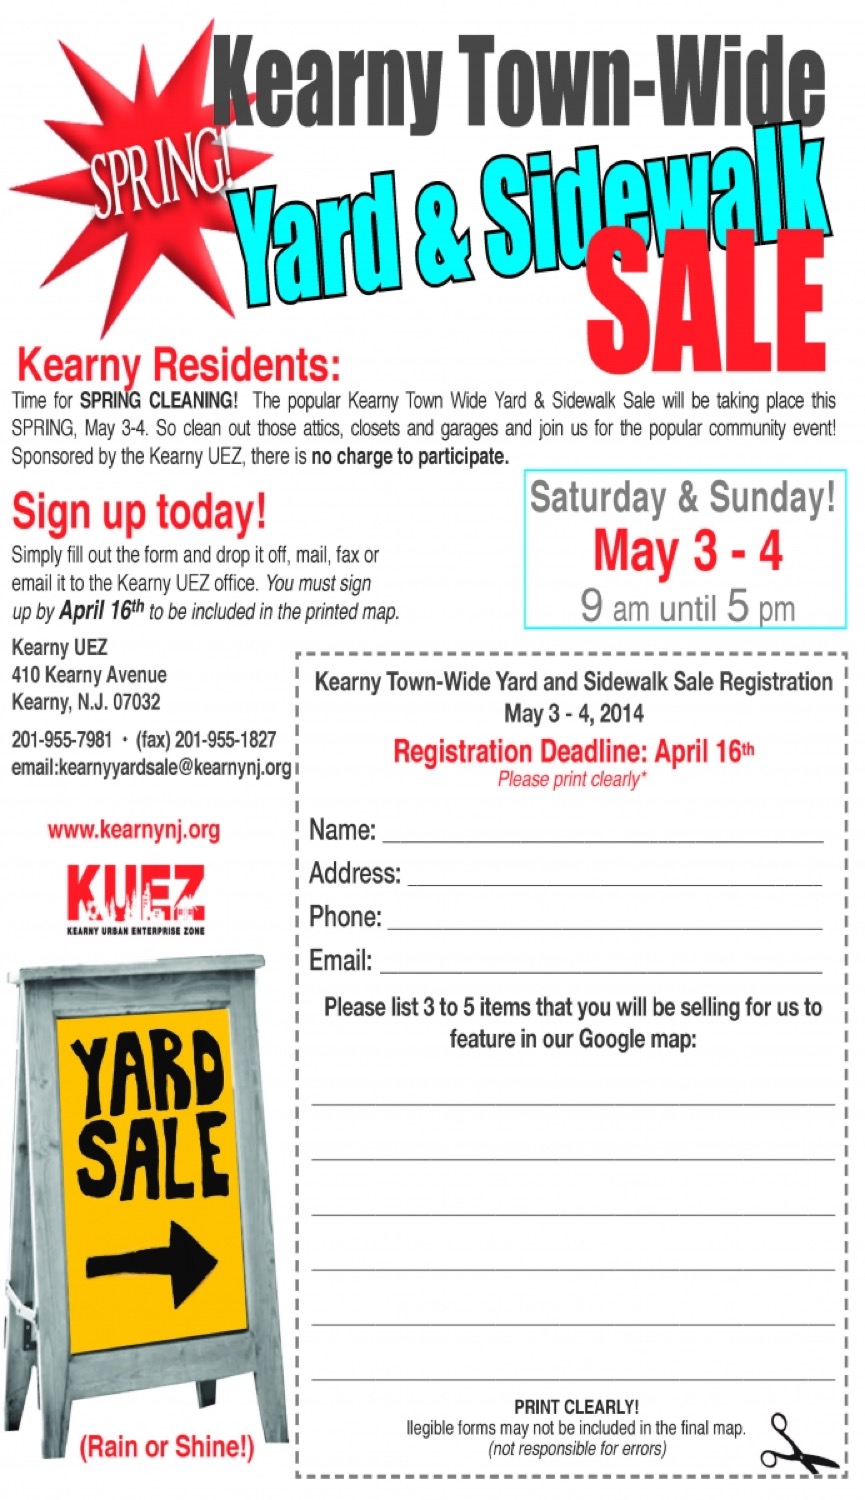 Kearny Town-Wide
SPRING!
Yard & Sidewalk
SALE
Kearny Residents:
Time for SPRING CLEANING! The popular Kearny Town Wide Yard & Sidewalk Sale will be taking place this
SPRING, May 3-4. So clean out those attics, closets and garages and join us for the popular community event!
Sponsored by the Kearny UEZ, there is no charge to participate.
Sign up today!
Simply fill out the form and drop it off, mail, fax or
email it to the Kearny UEZ office. You must sign
up by April 16th to be included in the printed map.
Saturday & Sunday!
May 3 - 4
9 am until 5 pm
Kearny UEZ
410 Kearny Avenue
Kearny, N.J. 07032
201-955-7981 • (fax) 201-955-1827
email:kearnyyardsale@kearnynj.org
www.kearnynj.org
KUEZ
KEARNY URBAN ENTERPRISE ZONE
YARD
SALE
(Rain or Shine!)
Kearny Town-Wide Yard and Sidewalk Sale Registration
May 3 - 4, 2014
Registration Deadline: April 16th
Please print clearly*
Name:
Address:
Phone:
Email:
Please list 3 to 5 items that you will be selling for us to
feature in our Google map:
PRINT CLEARLY!
llegible forms may not be included in the final map.
(not responsible for errors)